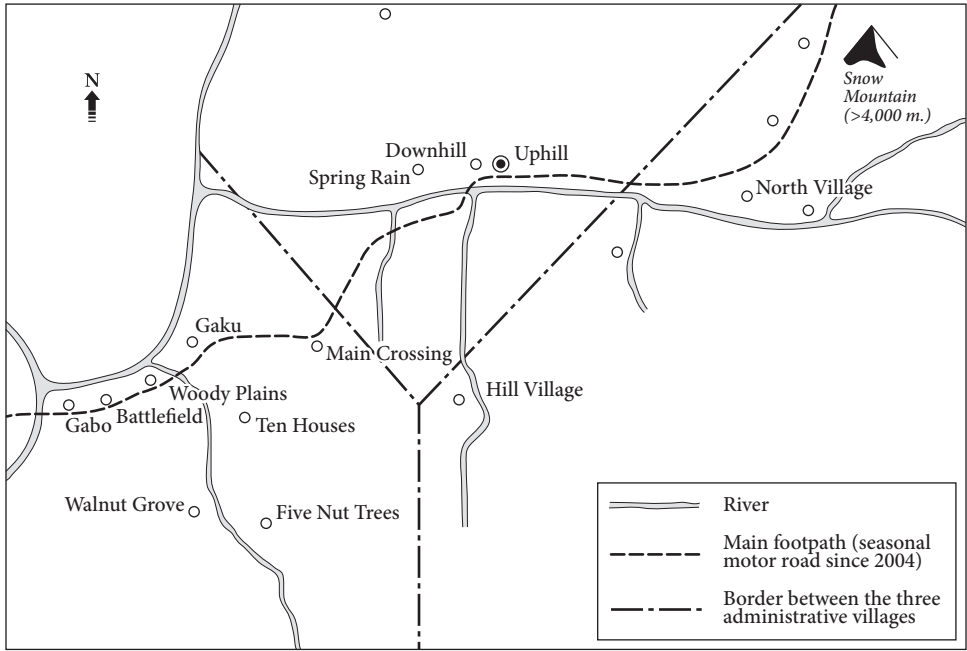 N
Snow
Mountain
(>4,000 m.)
Downhill
Uphill
Spring Rain
North Village
Gaku
Main Crossing
Woody Plains
Hill Village
Battlefield
Gabo
Ten Houses
Walnut Grove
Five Nut Trees
River
Main footpath (seasonal
motor road since 2004)
Border between the three
administrative villages